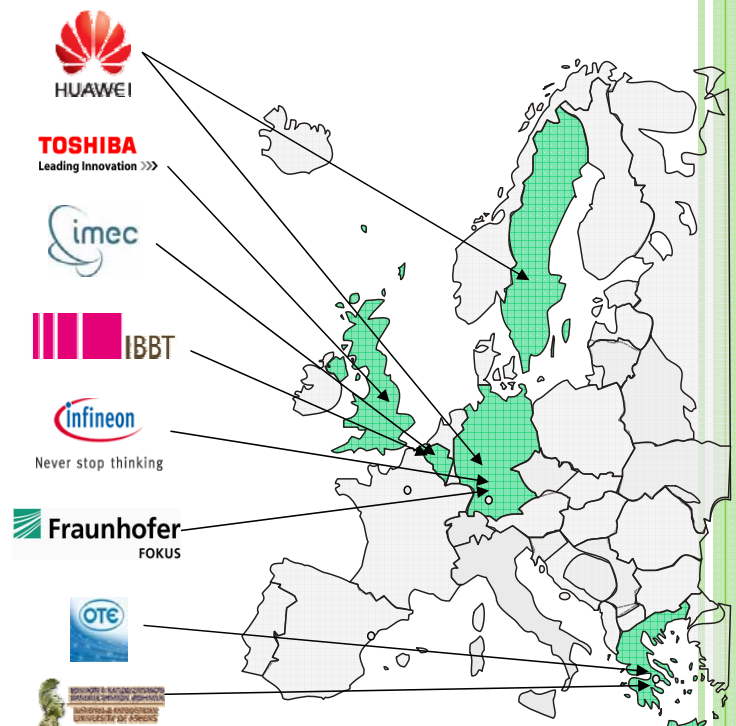 HUAWEI
TOSHIBA
Leading Innovation >>>
imec
IBBT
infineon
Never stop thinking
Fraunhofer
FOKUS
OTE
UNIVERSITY OF ATHENS